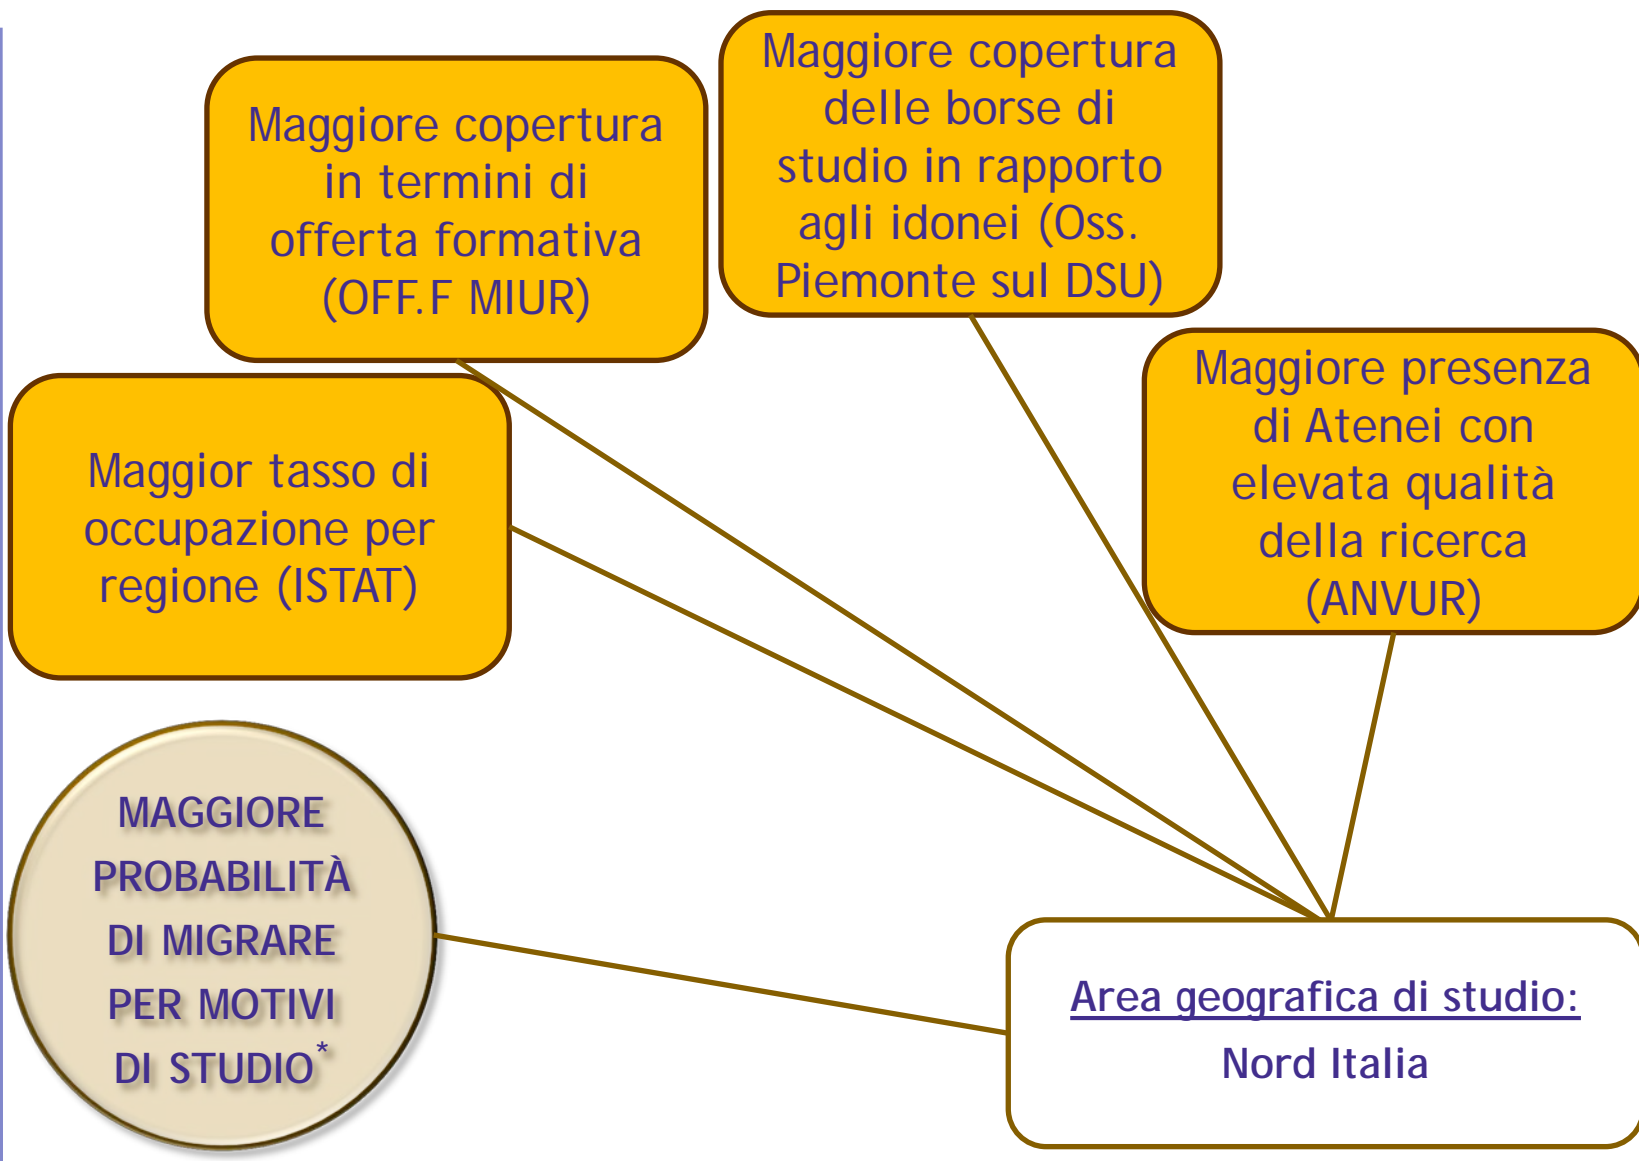 Maggiore copertura
delle borse di
studio in rapporto
agli idonei (Oss.
Piemonte sul DSU)
Maggiore copertura
in termini di
offerta formativa
(OFF.F MIUR)
Maggiore presenza
di Atenei con
elevata qualità
della ricerca
(ANVUR)
Maggior tasso di
occupazione per
regione (ISTAT)
MAGGIORE
PROBABILITÀ
DI MIGRARE
PER MOTIVI
DI STUDIO*
Area geografica di studio:
Nord Italia